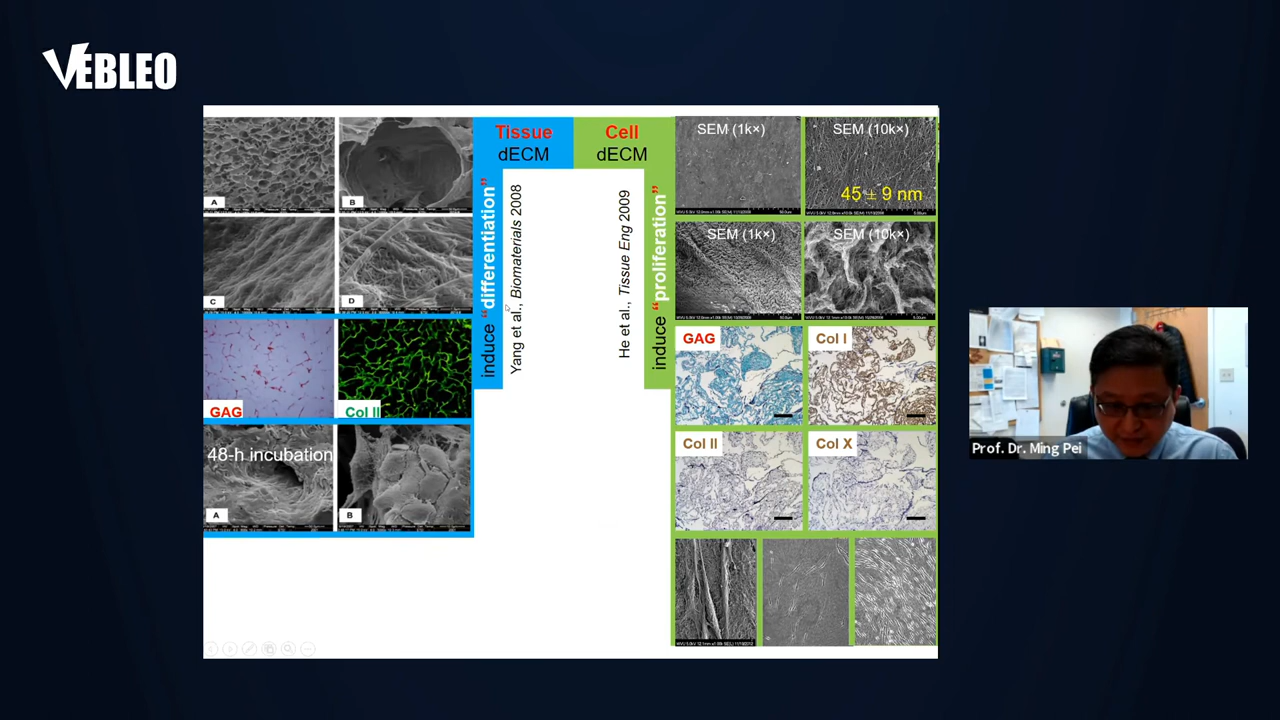 VEBLEO
A
B
C
D
GAG
Col II
48-h incubation
A
B
Tissue
dECM
induce “differentiation”
Yang et al., Biomaterials 2008
Cell
dECM
He et al., Tissue Eng 2009
induce “proliferation”
SEM (1k×)
SEM (10k×)
45 ± 9 nm
SEM (1k×)
SEM (10k×)
GAG
Col I
Col II
Col X
Prof. Dr. Ming Pei